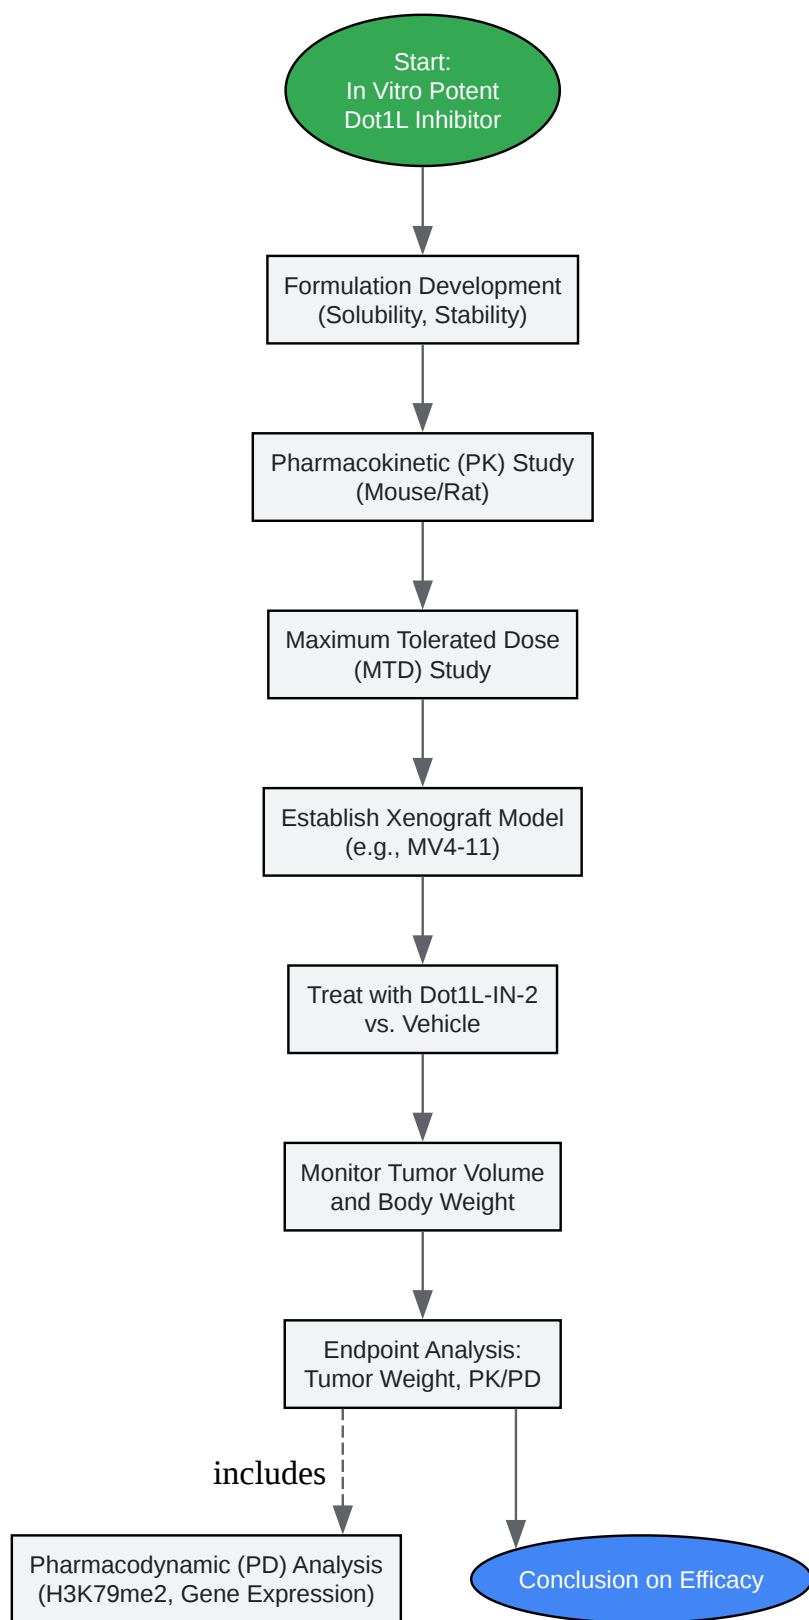 Start:
In Vitro Potent
Dot1L Inhibitor
Formulation Development
(Solubility, Stability)
Pharmacokinetic (PK) Study
(Mouse/Rat)
Maximum Tolerated Dose
(MTD) Study
Establish Xenograft Model
(e.g., MV4-11)
Treat with Dot1L-IN-2
vs. Vehicle
Monitor Tumor Volume
and Body Weight
Endpoint Analysis:
Tumor Weight, PK/PD
includes
Pharmacodynamic (PD) Analysis
(H3K79me2, Gene Expression)
Conclusion on Efficacy